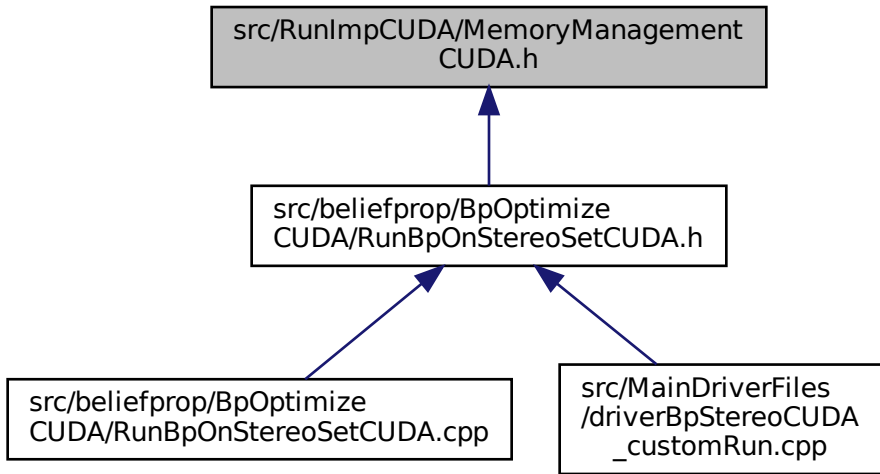 src/RunImpCUDA/MemoryManagement
CUDA.h
src/beliefprop/BpOptimize
CUDA/RunBpOnStereoSetCUDA.h
src/beliefprop/BpOptimize
CUDA/RunBpOnStereoSetCUDA.cpp
src/MainDriverFiles
/driverBpStereoCUDA
_customRun.cpp